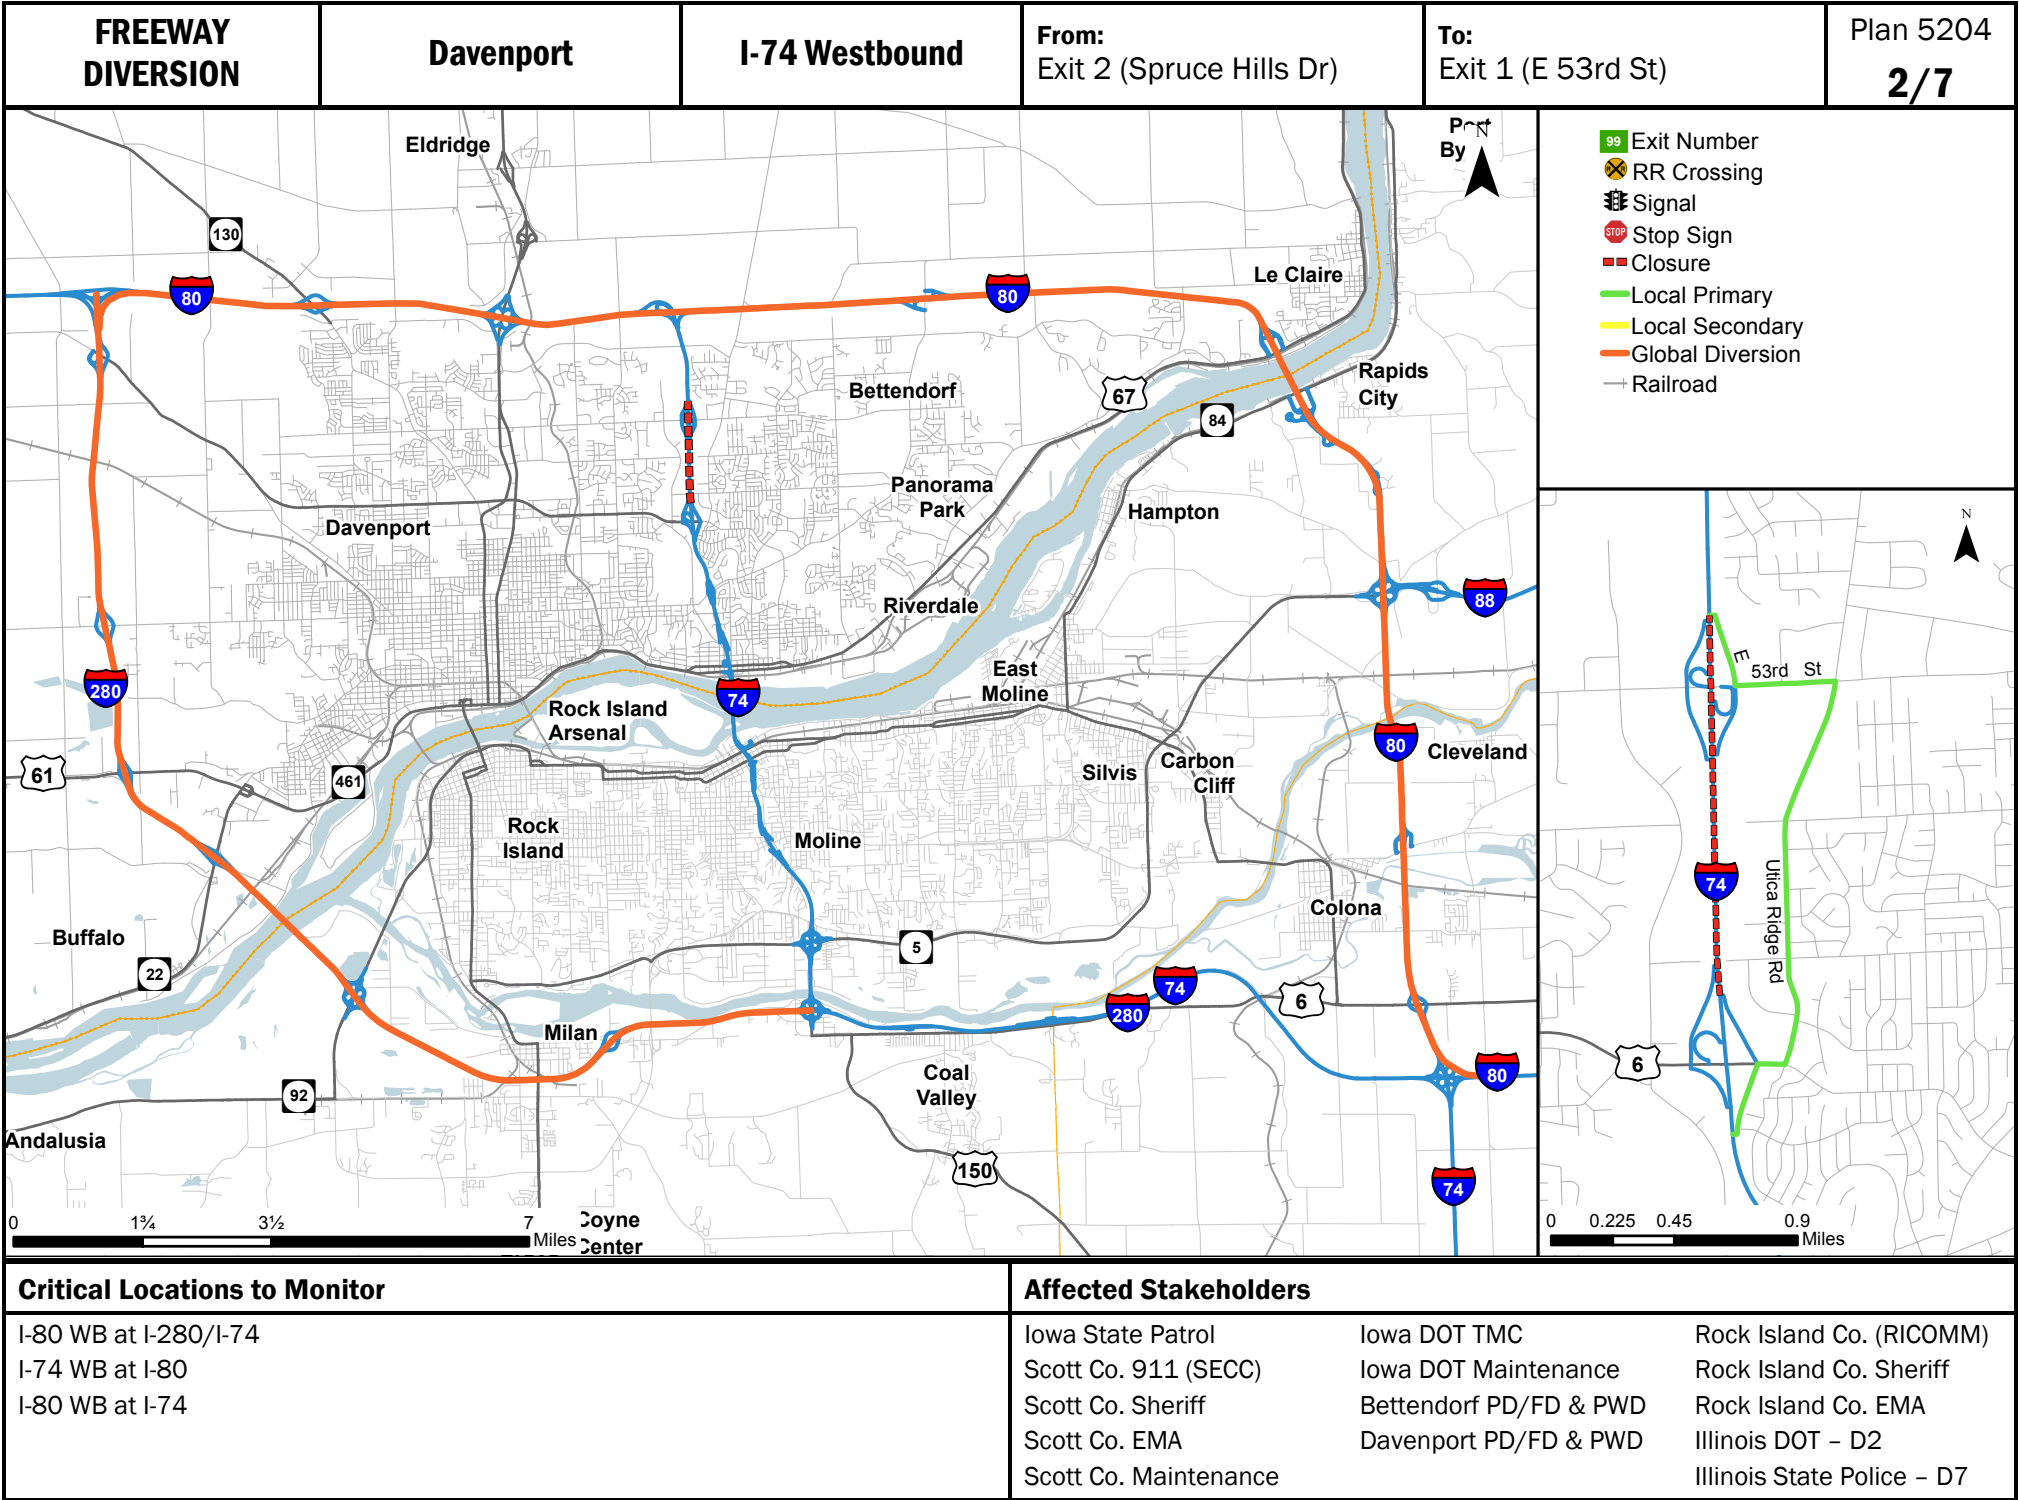 FREEWAY
DIVERSION
Davenport
I-74 Westbound
From:
Exit 2 (Spruce Hills Dr)
To:
Exit 1 (E 53rd St)
Plan 5204
2/7
Eldridge
130
80
80
Le Claire
N
Rapids
City
67
84
Bettendorf
Panorama
Park
Hampton
Davenport
Riverdale
88
280
East
Moline
74
Rock Island
Arsenal
80
Cleveland
61
461
Silvis
Carbon
Cliff
Rock
Island
Moline
Colona
Buffalo
22
5
74
6
280
Milan
92
Coal
Valley
80
Andalusia
150
74
0 1¾ 3½ 7
Miles
Coyne
Center
99 Exit Number
RR Crossing
Signal
STOP Stop Sign
Closure
Local Primary
Local Secondary
Global Diversion
Railroad
N
E 53rd St
74
Utica Ridge Rd
6
0 0.225 0.45 0.9
Miles
Critical Locations to Monitor
I-80 WB at I-280/I-74
I-74 WB at I-80
I-80 WB at I-74
Affected Stakeholders
Iowa State Patrol
Scott Co. 911 (SECC)
Scott Co. Sheriff
Scott Co. EMA
Scott Co. Maintenance
Iowa DOT TMC
Iowa DOT Maintenance
Bettendorf PD/FD & PWD
Davenport PD/FD & PWD
Rock Island Co. (RICOMM)
Rock Island Co. Sheriff
Rock Island Co. EMA
Illinois DOT – D2
Illinois State Police – D7